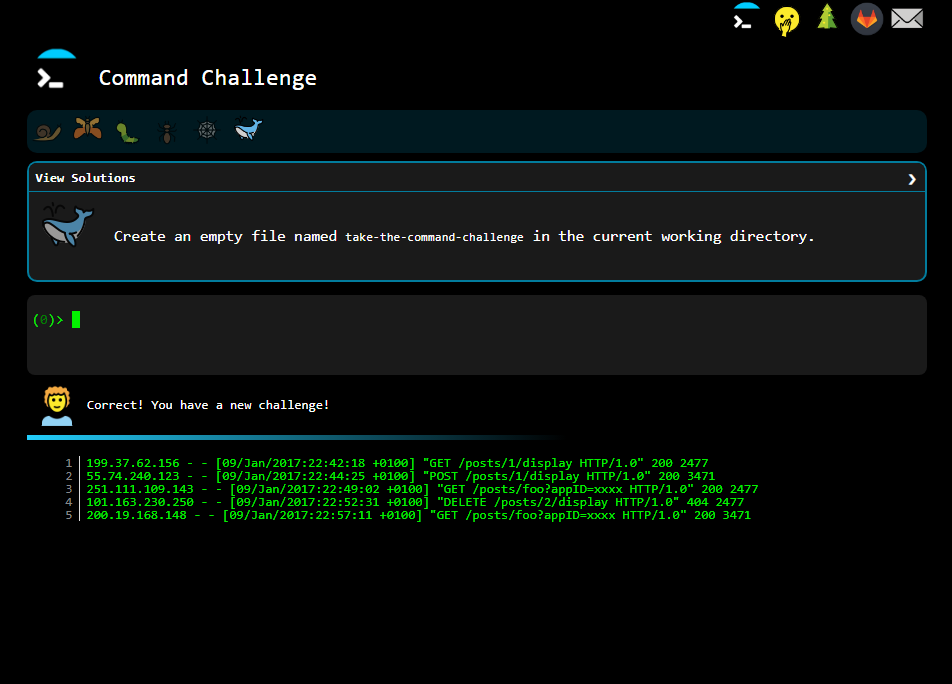 Command Challenge
View Solutions
Create an empty file named take-the-command-challenge in the current working directory.
(0)>
Correct! You have a new challenge!
1 199.37.62.156 - - [09/Jan/2017:22:42:18 +0100] "GET /posts/1/display HTTP/1.0" 200 2477
2 55.74.240.123 - - [09/Jan/2017:22:44:25 +0100] "POST /posts/1/display HTTP/1.0" 200 3471
3 251.111.109.143 - - [09/Jan/2017:22:49:02 +0100] "GET /posts/foo?appID=xxxx HTTP/1.0" 200 2477
4 101.163.230.250 - - [09/Jan/2017:22:52:31 +0100] "DELETE /posts/2/display HTTP/1.0" 404 2477
5 200.19.168.148 - - [09/Jan/2017:22:57:11 +0100] "GET /posts/foo?appID=xxxx HTTP/1.0" 200 3471